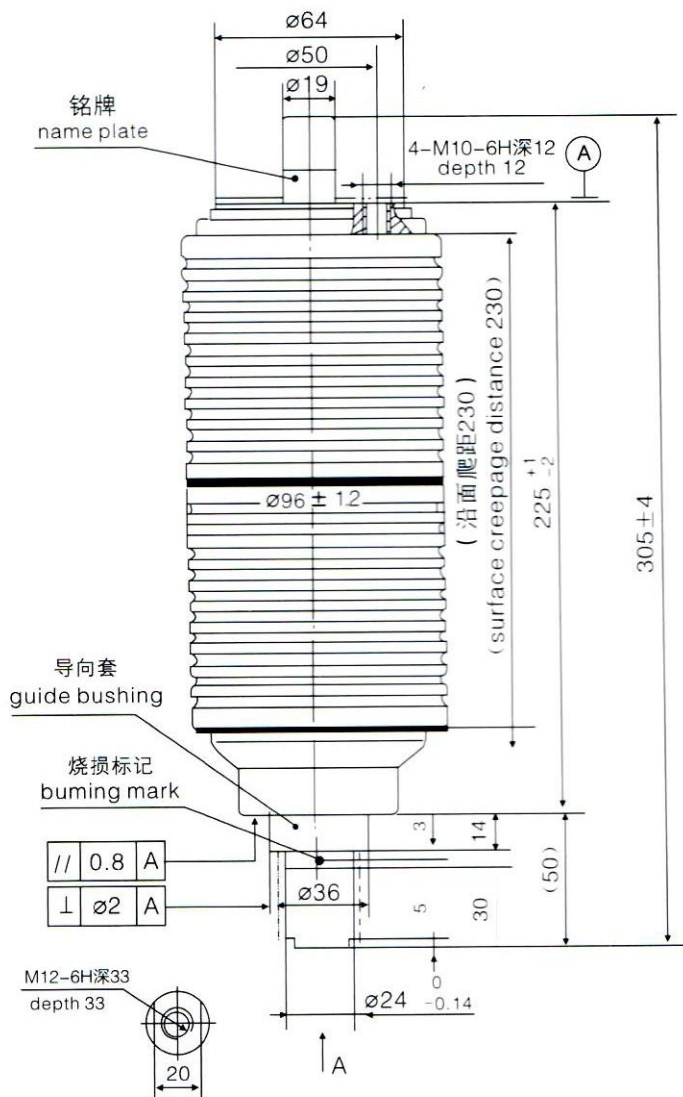 ø64
ø50
ø19
铭牌
name plate
4-M10-6H深12
depth 12
A
(沿面爬距230)
(surface creepage distance 230)
225 +1 -2
305±4
ø96 ± 1.2
导向套
guide bushing
烧损标记
buming mark
3
14
(50)
// 0.8 A
⊥ ø2 A
ø36
5
30
M12-6H深33
depth 33
ø24 0 -0.14
20
A